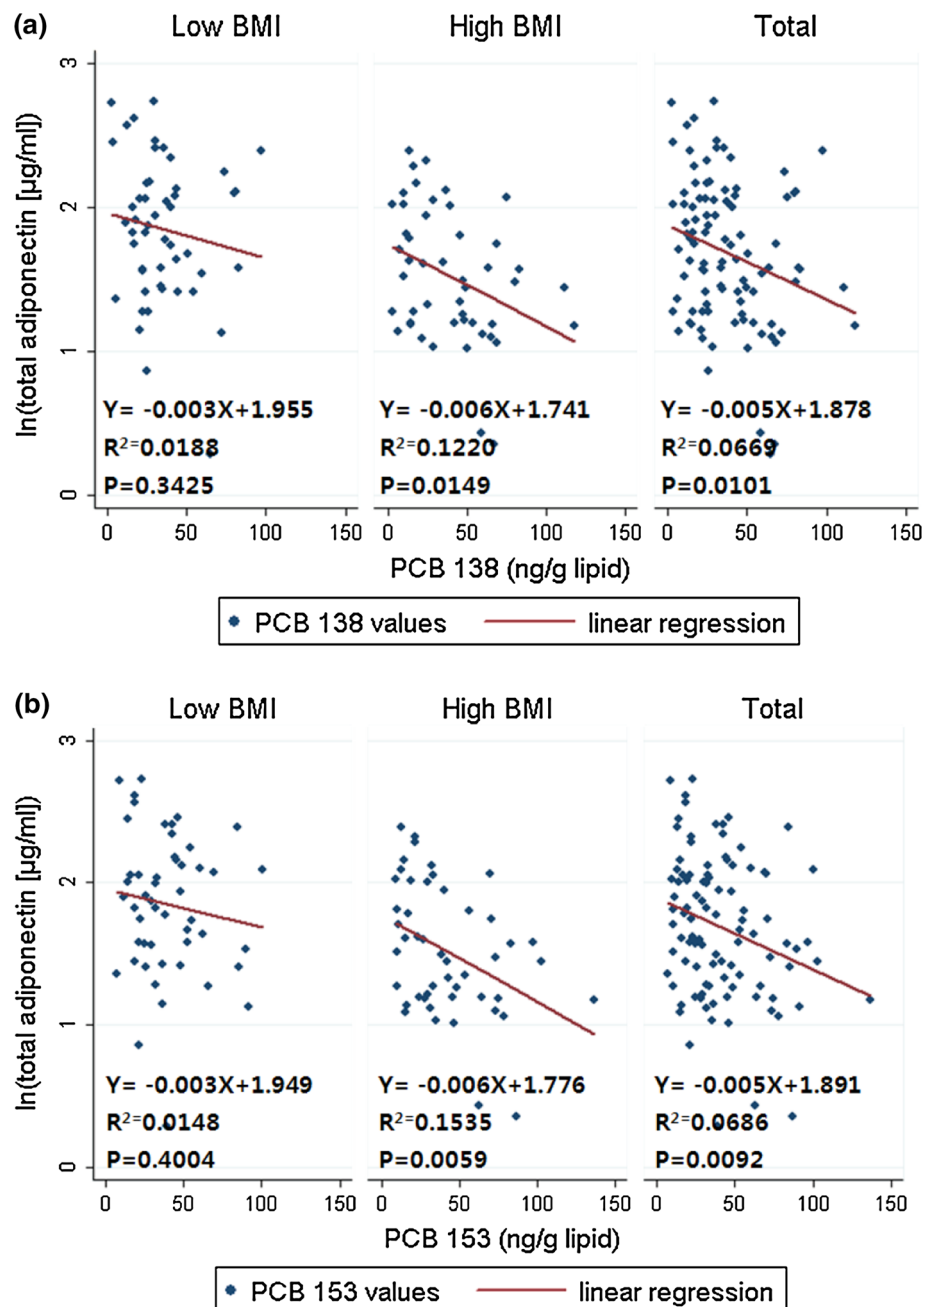 (a)
Low BMI High BMI Total
ln(total adiponectin [µg/ml])
3
2
1
0
Y= -0.003X+1.955
R²=0.0188
P=0.3425
Y= -0.006X+1.741
R²=0.1220
P=0.0149
Y= -0.005X+1.878
R²=0.0669
P=0.0101
0 50 100 150 0 50 100 150 0 50 100 150
PCB 138 (ng/g lipid)
PCB 138 values linear regression
(b)
Low BMI High BMI Total
ln(total adiponectin [µg/ml])
3
2
1
0
Y= -0.003X+1.949
R²=0.0148
P=0.4004
Y= -0.006X+1.776
R²=0.1535
P=0.0059
Y= -0.005X+1.891
R²=0.0686
P=0.0092
0 50 100 150 0 50 100 150 0 50 100 150
PCB 153 (ng/g lipid)
PCB 153 values linear regression